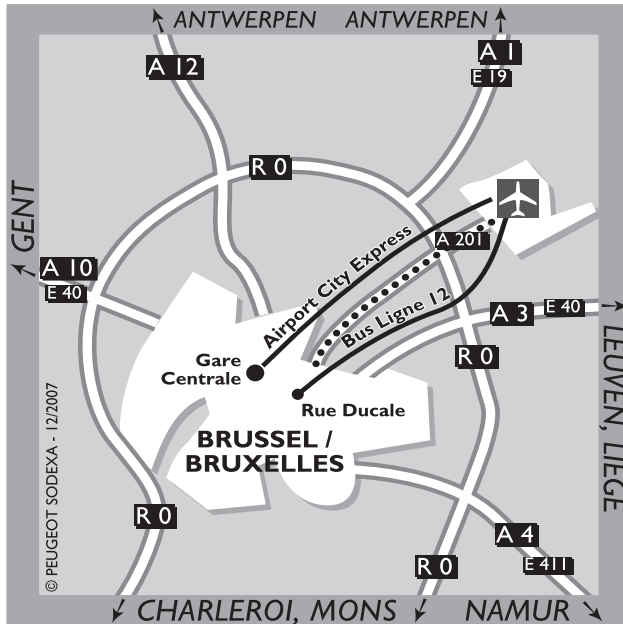 ANTWERPEN
ANTWERPEN
A 12
A 1
E 19
R 0
GENT
A 10
E 40
A 201
Airport City Express
Bus Ligne 12
A 3
E 40
R 0
LEUVEN, LIEGE
Gare
Centrale
Rue Ducale
BRUSSEL /
BRUXELLES
R 0
A 4
E 411
R 0
© PEUGEOT SODEXA - 12/2007
CHARLEROI, MONS
NAMUR